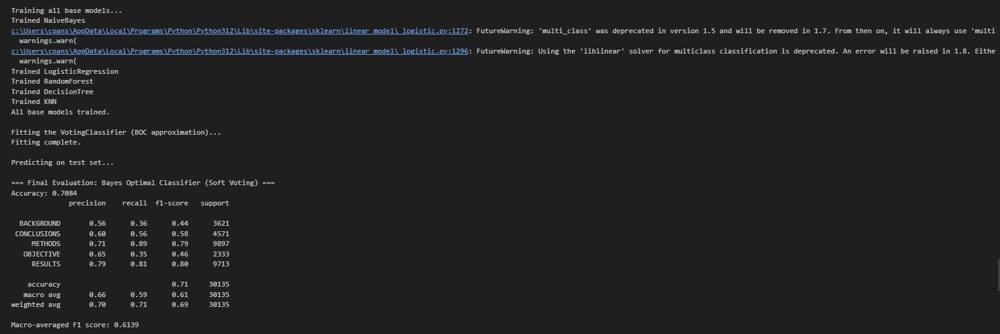 Training all base models...
Trained NaiveBayes
c:\Users\cpans\AppData\Local\Programs\Python\Python312\Lib\site-packages\sklearn\linear_model\_logistic.py:1272: FutureWarning: 'multi_class' was deprecated in version 1.5 and will be removed in 1.7. From then on, it will always use 'multi
warnings.warn(
c:\Users\cpans\AppData\Local\Programs\Python\Python312\Lib\site-packages\sklearn\linear_model\_logistic.py:1296: FutureWarning: Using the 'liblinear' solver for multiclass classification is deprecated. An error will be raised in 1.8. Eithe
warnings.warn(
Trained LogisticRegression
Trained RandomForest
Trained DecisionTree
Trained KNN
All base models trained.
Fitting the VotingClassifier (BOC approximation)...
Fitting complete.
Predicting on test set...
=== Final Evaluation: Bayes Optimal Classifier (Soft Voting) ===
Accuracy: 0.7084
precision recall f1-score support
BACKGROUND 0.56 0.36 0.44 3621
CONCLUSIONS 0.60 0.56 0.58 4571
METHODS 0.71 0.89 0.79 9897
OBJECTIVE 0.65 0.35 0.46 2333
RESULTS 0.79 0.81 0.80 9713
accuracy 0.71 30135
macro avg 0.66 0.59 0.61 30135
weighted avg 0.70 0.71 0.69 30135
Macro-averaged F1 score: 0.6139